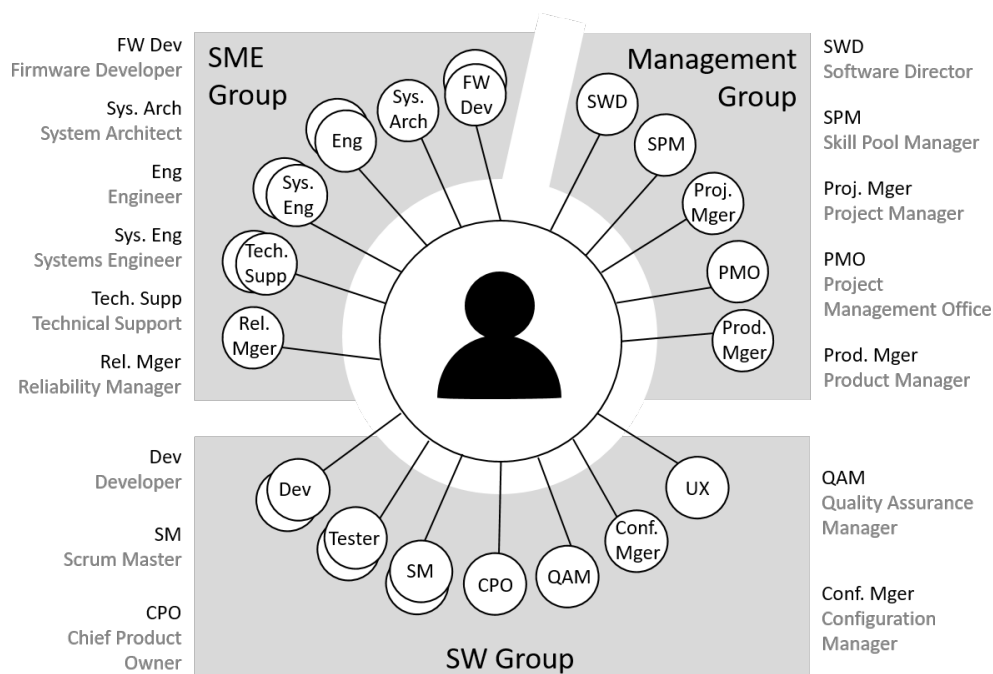 FW Dev
Firmware Developer
Sys. Arch
System Architect
Eng
Engineer
Sys. Eng
Systems Engineer
Tech. Supp
Technical Support
Rel. Mger
Reliability Manager
SME
Group
FW
Dev
Sys.
Arch
Eng
Sys.
Eng
Tech.
Supp
Rel.
Mger
Management
Group
SWD
SPM
Proj.
Mger
PMO
Prod.
Mger
SWD
Software Director
SPM
Skill Pool Manager
Proj. Mger
Project Manager
PMO
Project
Management Office
Prod. Mger
Product Manager
Dev
Developer
SM
Scrum Master
CPO
Chief Product
Owner
Dev
Tester
SM
CPO
QAM
Conf.
Mger
UX
SW Group
QAM
Quality Assurance
Manager
Conf. Mger
Configuration
Manager